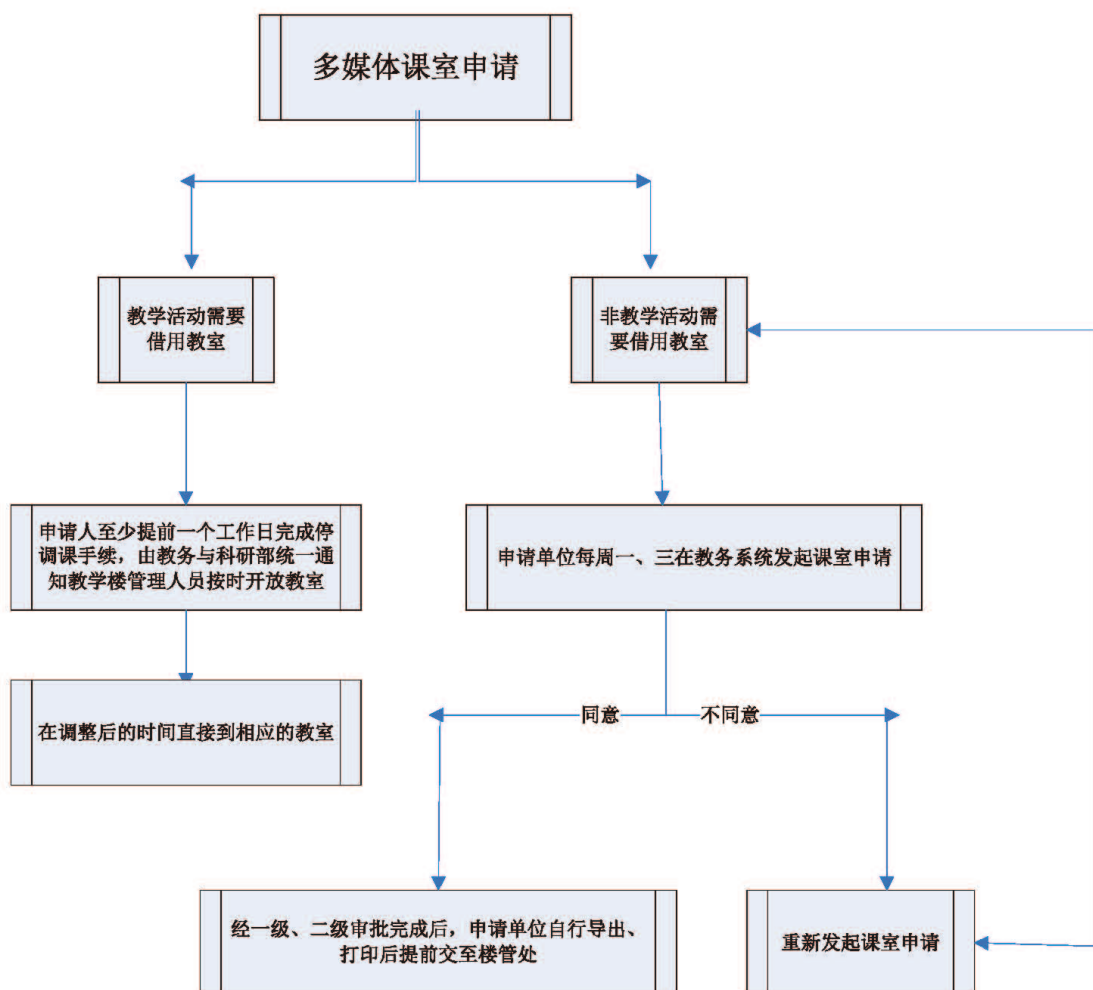 多媒体课室申请
教学活动需要
借用教室
非教学活动需
要借用教室
申请人至少提前一个工作日完成停
调课手续，由教务与科研部统一通
知教学楼管理人员按时开放教室
申请单位每周一、三在教务系统发起课室申请
在调整后的时间直接到相应的教室
同意
不同意
经一级、二级审批完成后，申请单位自行导出、
打印后提前交至楼管处
重新发起课室申请